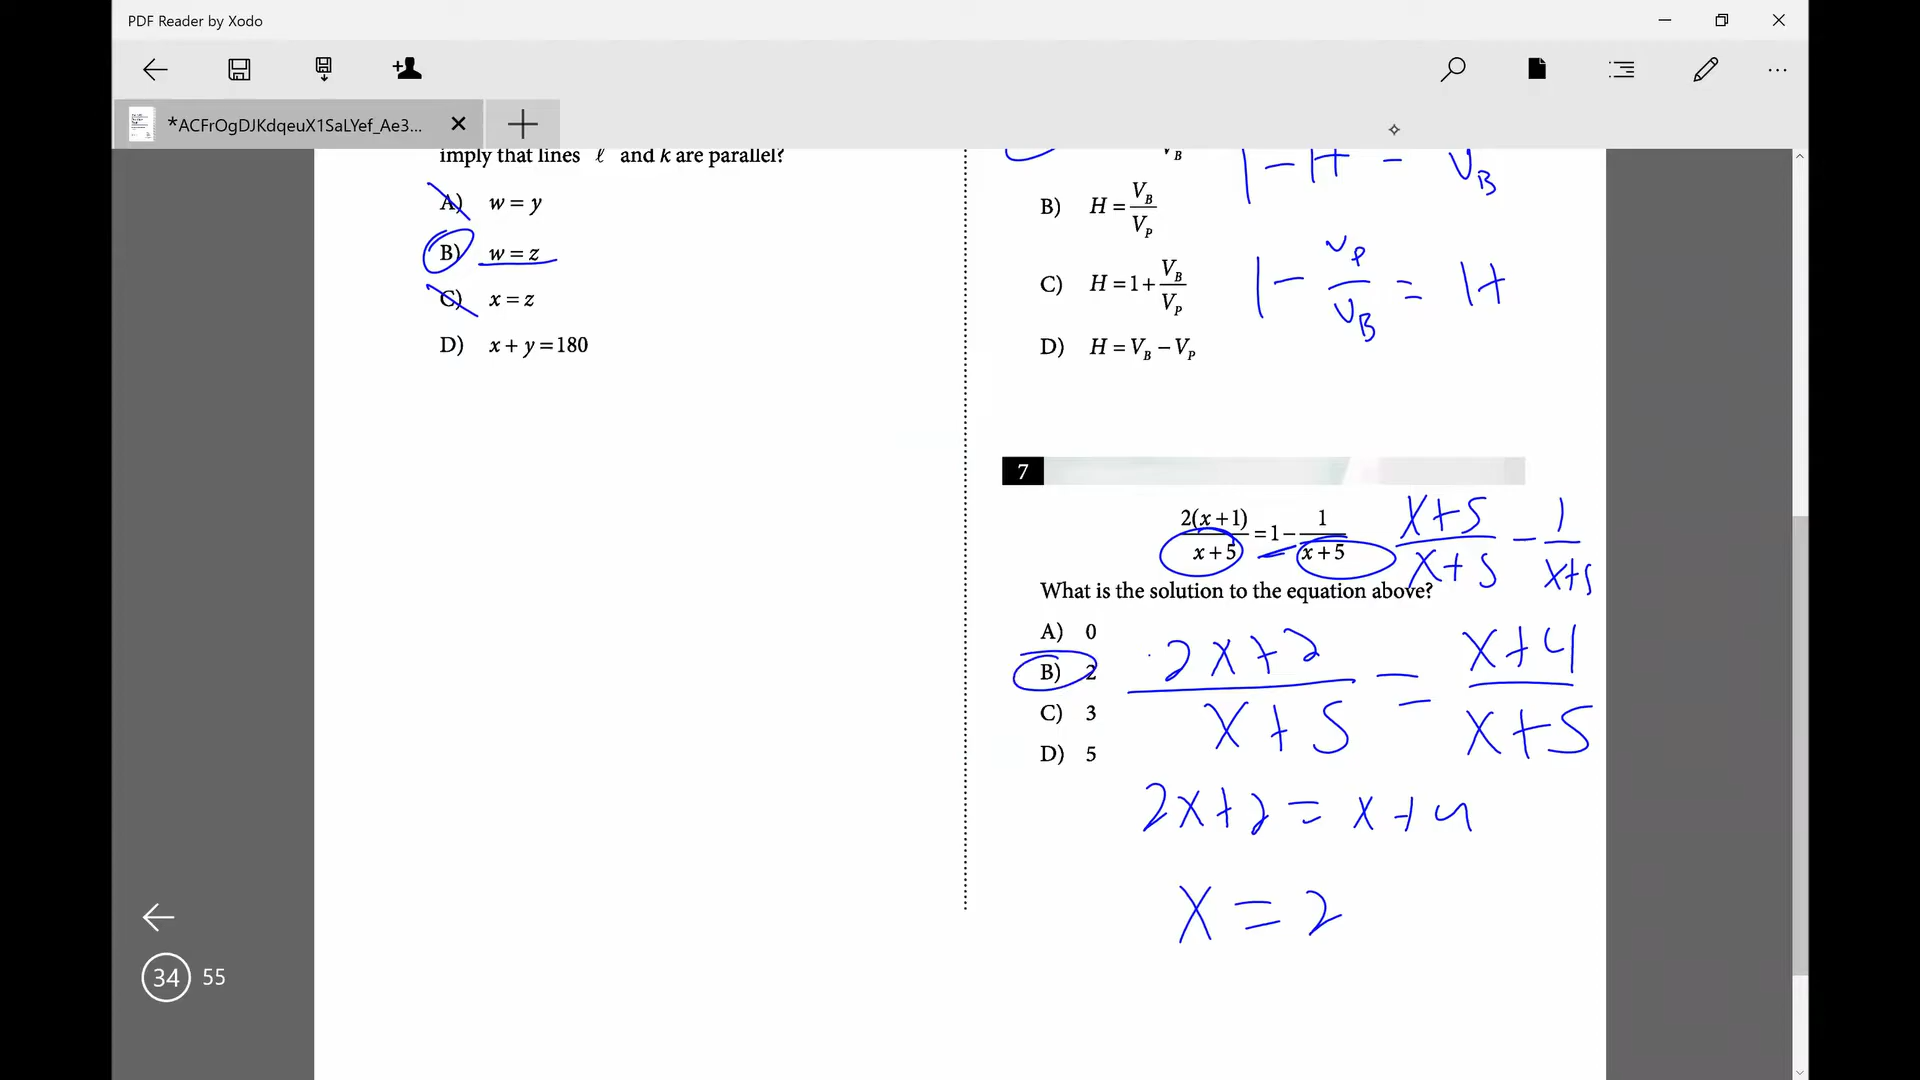 PDF Reader by Xodo
*ACFrOgDJKdqeuX1SaLYef_Ae3...
imply that lines ℓ and k are parallel?
A) w = y
B) w = z
C) x = z
D) x + y = 180
V_B
1 - H = V_B
B) H = V_B/V_P
C) H = 1 + V_B/V_P
1 - V_P/V_B = H
D) H = V_B − V_P
7
2(x + 1)/(x + 5) = 1 − 1/(x + 5)
(x+5)/(x+5) - 1/(x+5)
What is the solution to the equation above?
A) 0
B) 2
C) 3
D) 5
(2x+2)/(x+5) = (x+4)/(x+5)
2x+2 = x+4
x = 2
34 55